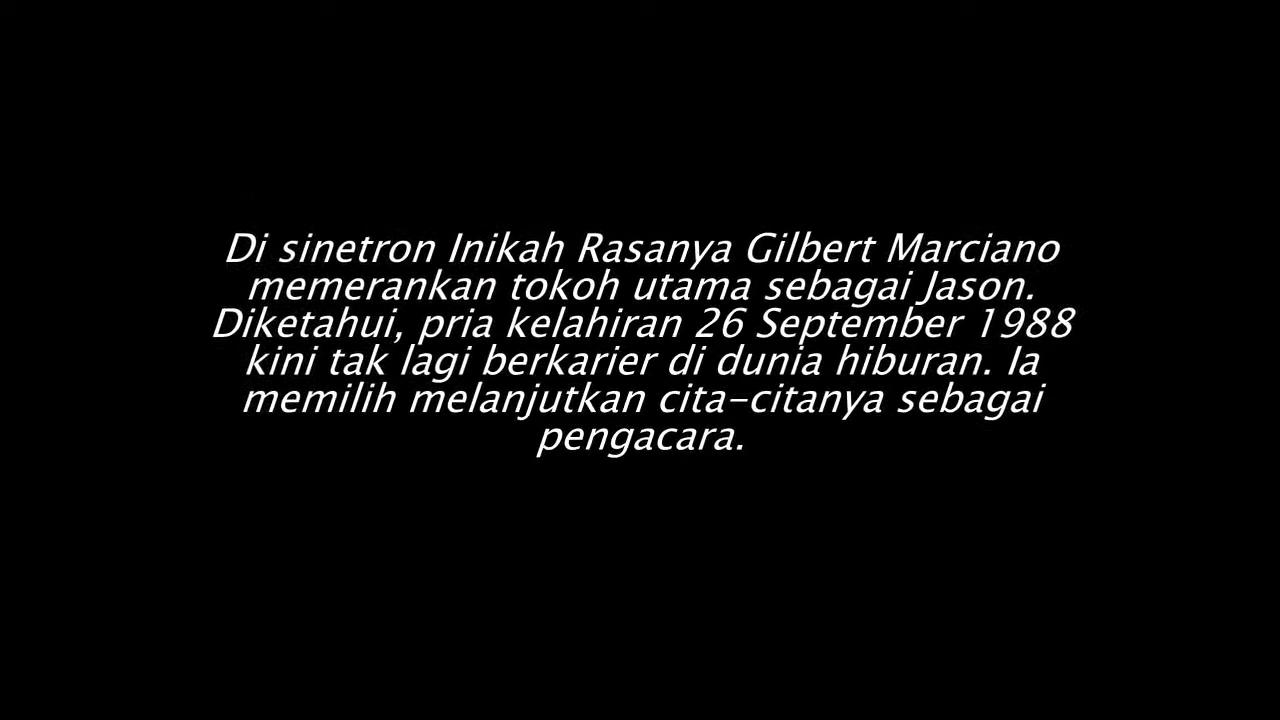 Di sinetron Inikah Rasanya Gilbert Marciano
memerankan tokoh utama sebagai Jason.
Diketahui, pria kelahiran 26 September 1988
kini tak lagi berkarier di dunia hiburan. Ia
memilih melanjutkan cita-citanya sebagai
pengacara.